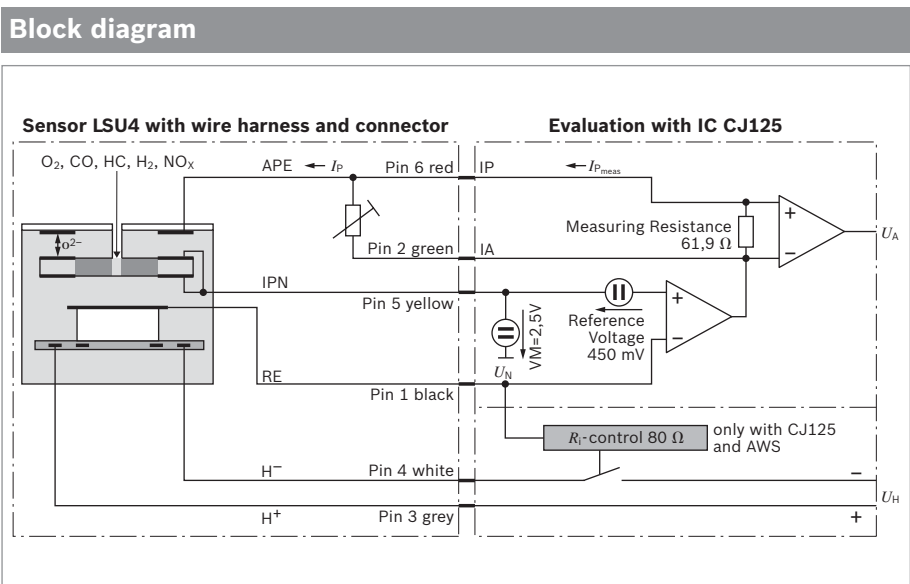 Block diagram
Sensor LSU4 with wire harness and connector
Evaluation with IC CJ125
O₂, CO, HC, H₂, NOₓ
APE
← Iₚ
Pin 6 red
IP
← Iₚₘₑₐₛ
o²⁻
Measuring Resistance
61,9 Ω
+
−
U_A
Pin 2 green
IA
IPN
Pin 5 yellow
+
−
Reference
Voltage
450 mV
VM=2,5V
U_N
RE
Pin 1 black
Rᵢ-control 80 Ω
only with CJ125
and AWS
H⁻
Pin 4 white
−
U_H
H⁺
Pin 3 grey
+